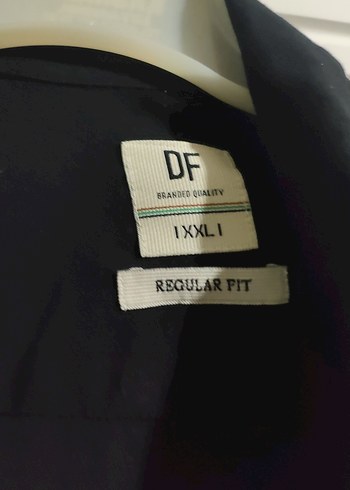 DF
BRANDED QUALITY
| XXL |
REGULAR FIT